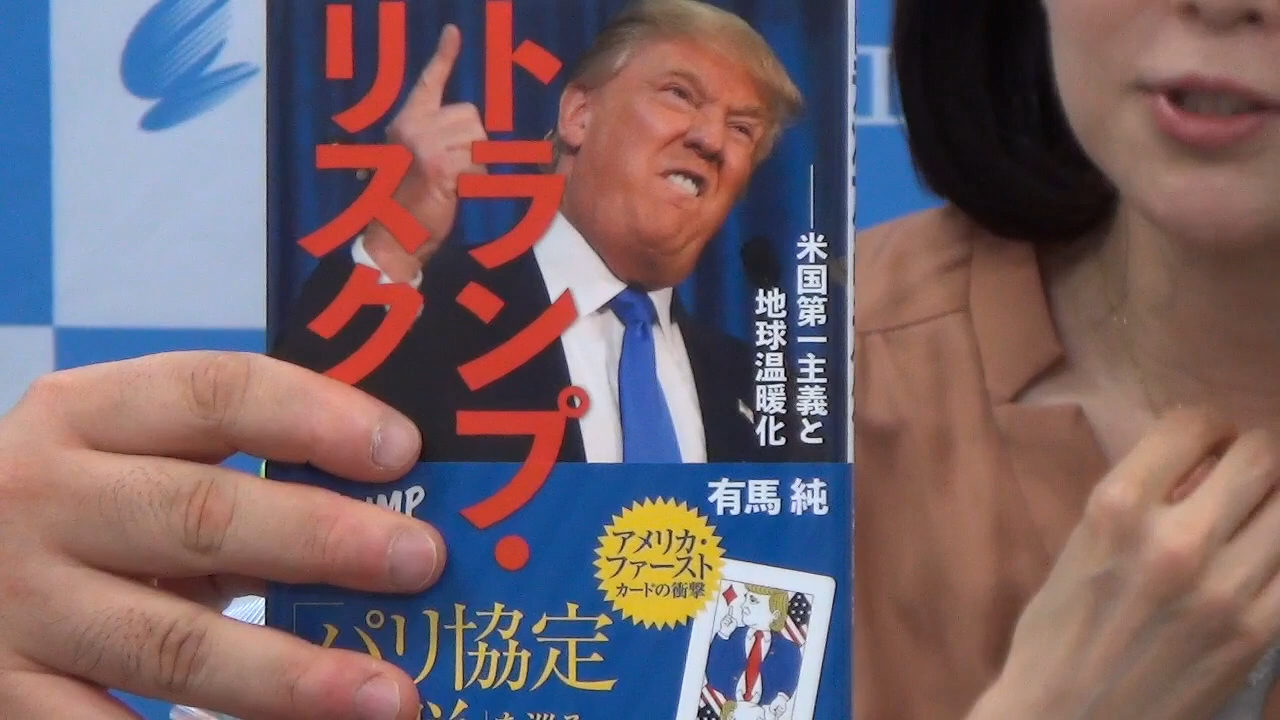 トランプ・
リスク
——米国第一主義と
地球温暖化
有馬 純
アメリカ・
ファースト
カードの衝撃
「パリ協定